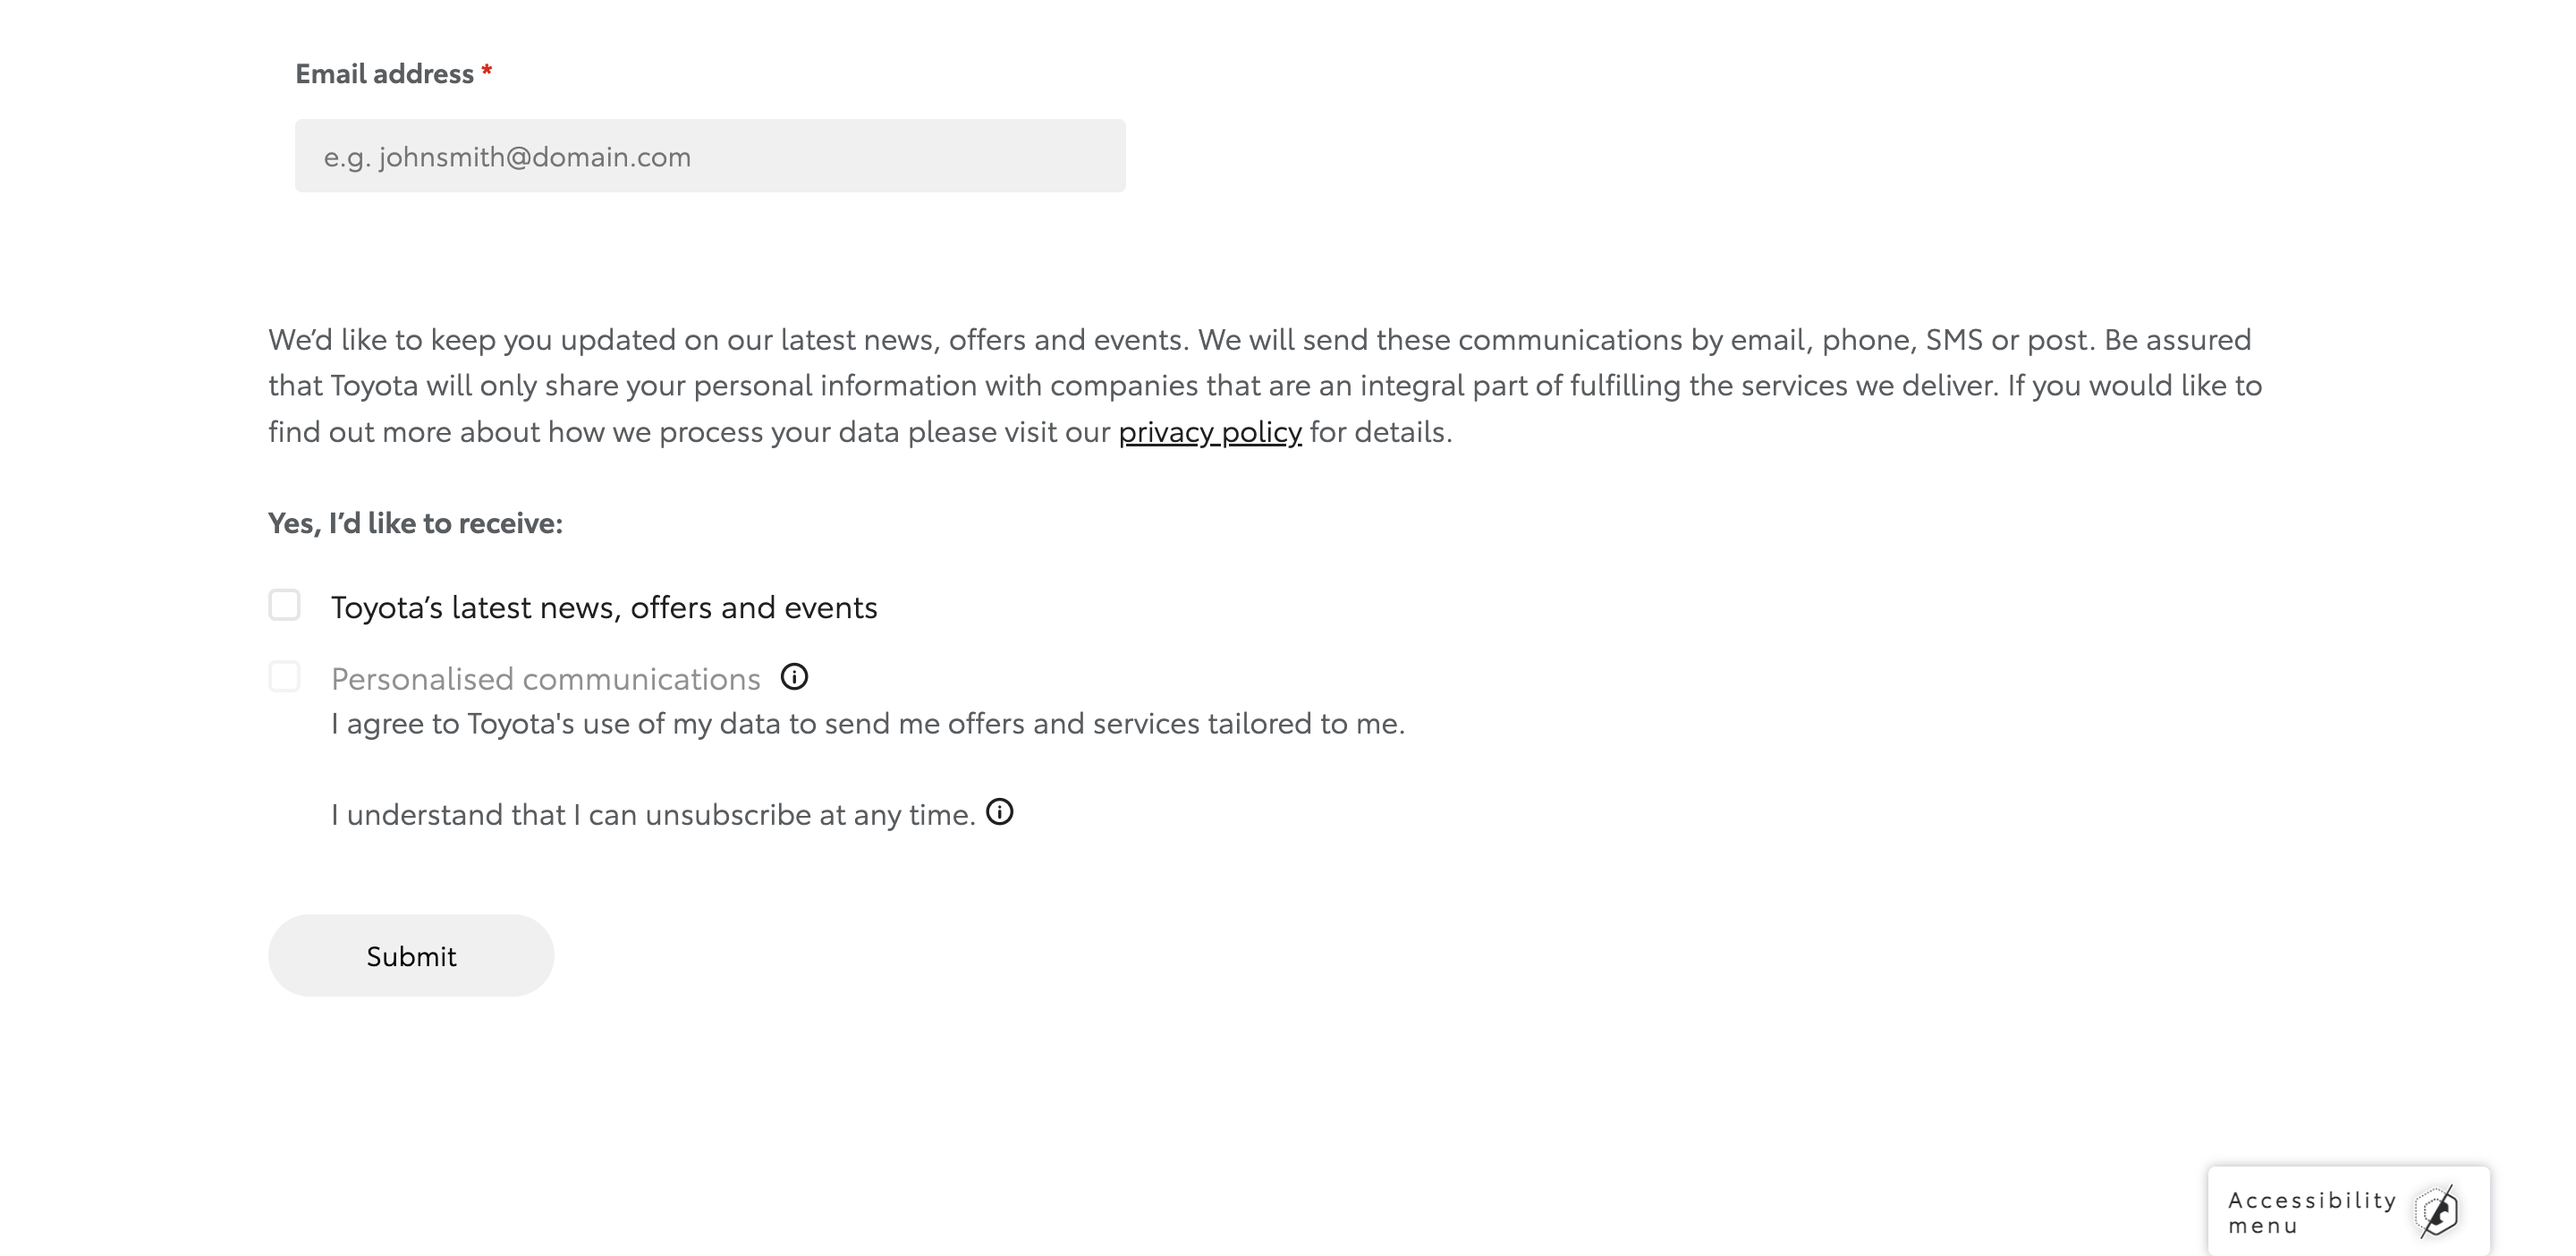 Email address *
e.g. johnsmith@domain.com
We’d like to keep you updated on our latest news, offers and events. We will send these communications by email, phone, SMS or post. Be assured
that Toyota will only share your personal information with companies that are an integral part of fulfilling the services we deliver. If you would like to
find out more about how we process your data please visit our privacy policy for details.
Yes, I’d like to receive:
Toyota’s latest news, offers and events
Personalised communications
I agree to Toyota's use of my data to send me offers and services tailored to me.
I understand that I can unsubscribe at any time.
Submit
Accessibility
menu